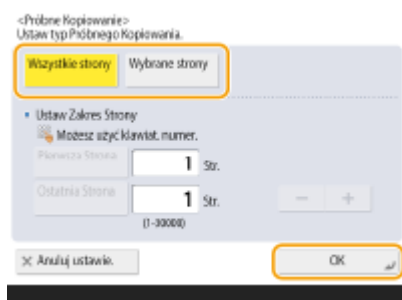 <Próbne Kopiowanie>
Ustaw typ Próbnego Kopiowania.
Wszystkie strony Wybrane strony
Ustaw Zakres Strony
Możesz użyć klawiat. numer.
Pierwsza Strona 1 Str.
Ostatnia Strona 1 Str. − +
(1-30000)
× Anuluj ustawie. OK